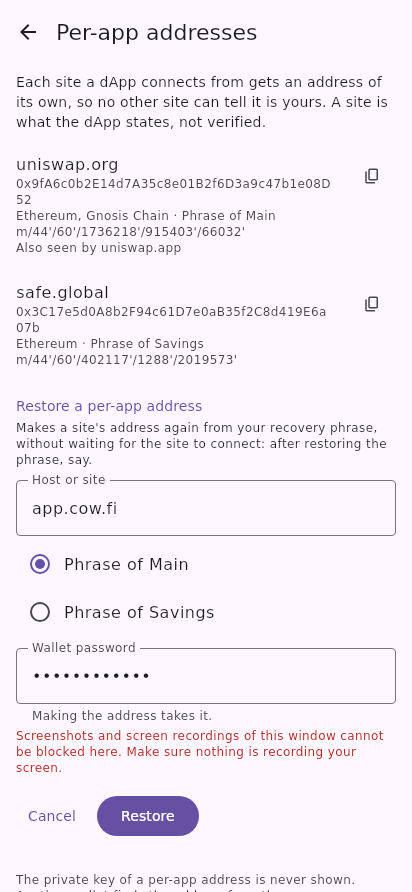 Per-app addresses
Each site a dApp connects from gets an address of
its own, so no other site can tell it is yours. A site is
what the dApp states, not verified.
uniswap.org
0x9fA6c0b2E14d7A35c8e01B2f6D3a9c47b1e08D
52
Ethereum, Gnosis Chain · Phrase of Main
m/44'/60'/1736218'/915403'/66032'
Also seen by uniswap.app
safe.global
0x3C17e5d0A8b2F94c61D7e0aB35f2C8d419E6a
07b
Ethereum · Phrase of Savings
m/44'/60'/402117'/1288'/2019573'
Restore a per-app address
Makes a site's address again from your recovery phrase,
without waiting for the site to connect: after restoring the
phrase, say.
Host or site
app.cow.fi
Phrase of Main
Phrase of Savings
Wallet password
••••••••••••
Making the address takes it.
Screenshots and screen recordings of this window cannot
be blocked here. Make sure nothing is recording your
screen.
Cancel
Restore
The private key of a per-app address is never shown.